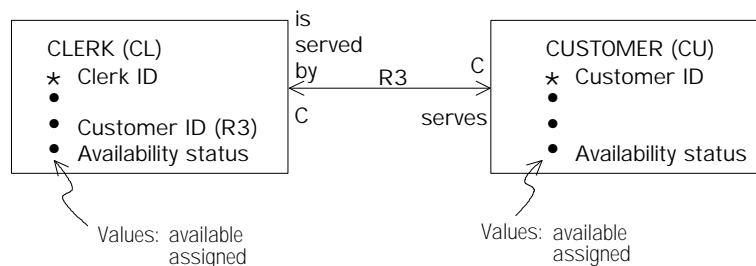 CLERK (CL)
* Clerk ID
•
• Customer ID (R3)
• Availability status
is
served
by
C
R3
C
serves
CUSTOMER (CU)
* Customer ID
•
•
• Availability status
Values: available
assigned
Values: available
assigned